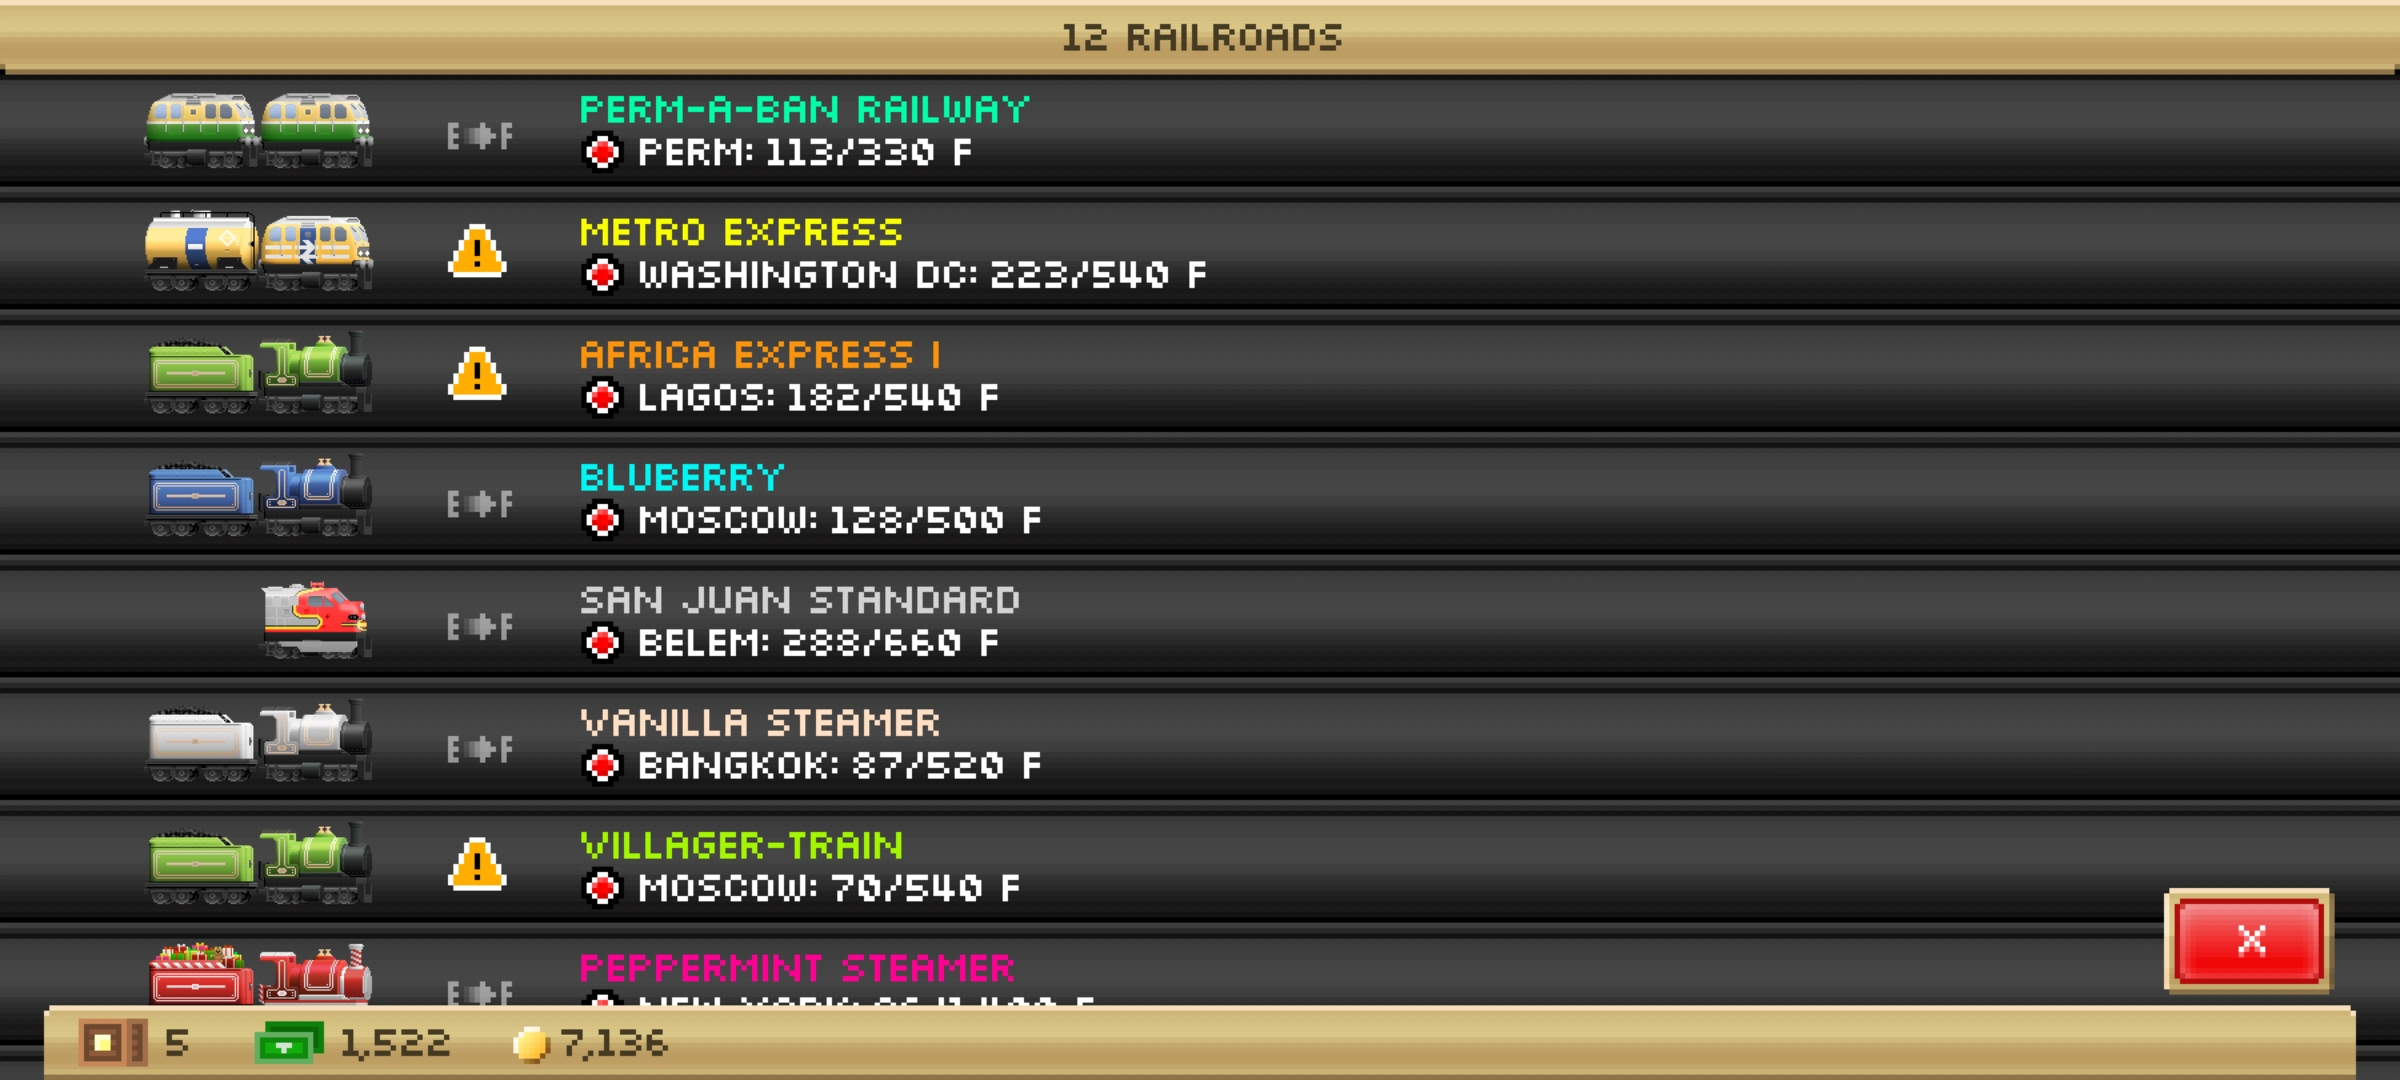 12 RAILROADS
PERM-A-BAN RAILWAY
E F
PERM: 113/330 F
METRO EXPRESS
WASHINGTON DC: 223/540 F
AFRICA EXPRESS I
LAGOS: 182/540 F
BLUBERRY
E F
MOSCOW: 128/500 F
SAN JUAN STANDARD
E F
BELEM: 288/660 F
VANILLA STEAMER
E F
BANGKOK: 87/520 F
VILLAGER-TRAIN
MOSCOW: 70/540 F
PEPPERMINT STEAMER
E F
NEW YORK:
X
5 1,522 7,136